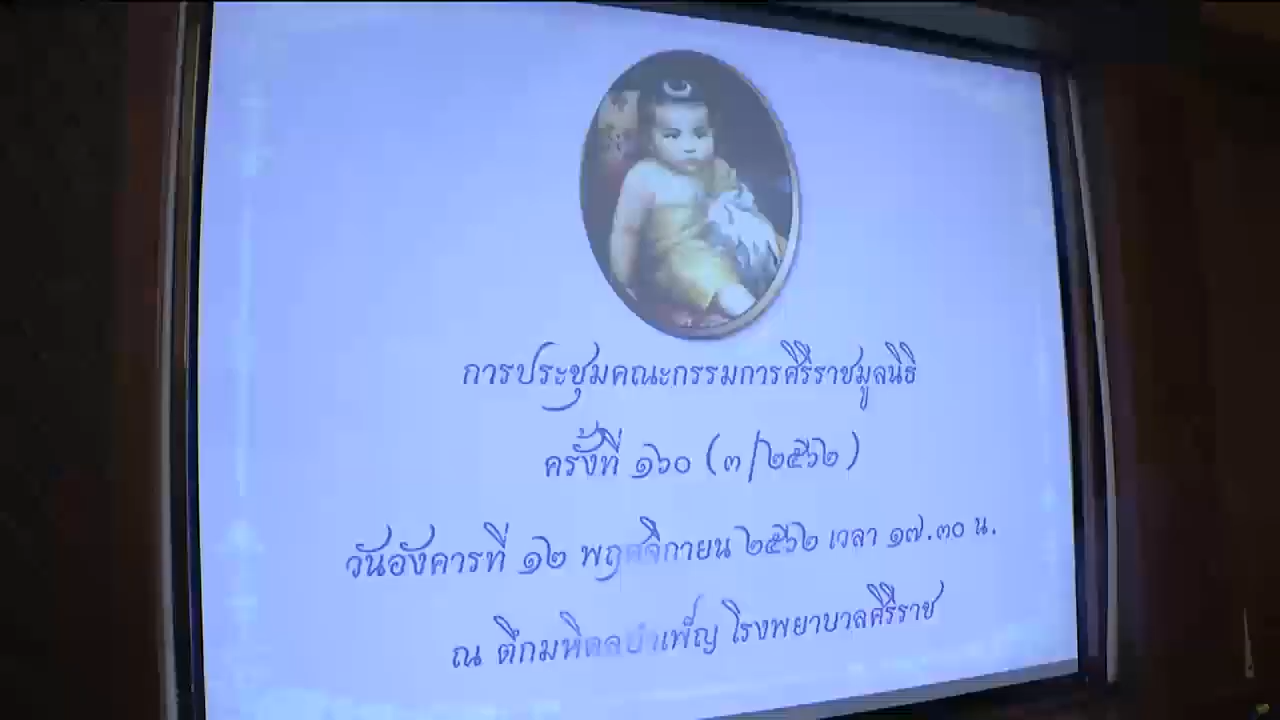 การประชุมคณะกรรมการศิริราชมูลนิธิ
ครั้งที่ ๑๖๐ (๓/๒๕๖๒)
วันอังคารที่ ๑๒ พฤศจิกายน ๒๕๖๒ เวลา ๑๗.๓๐ น.
ณ ตึกมหิดลบำเพ็ญ โรงพยาบาลศิริราช